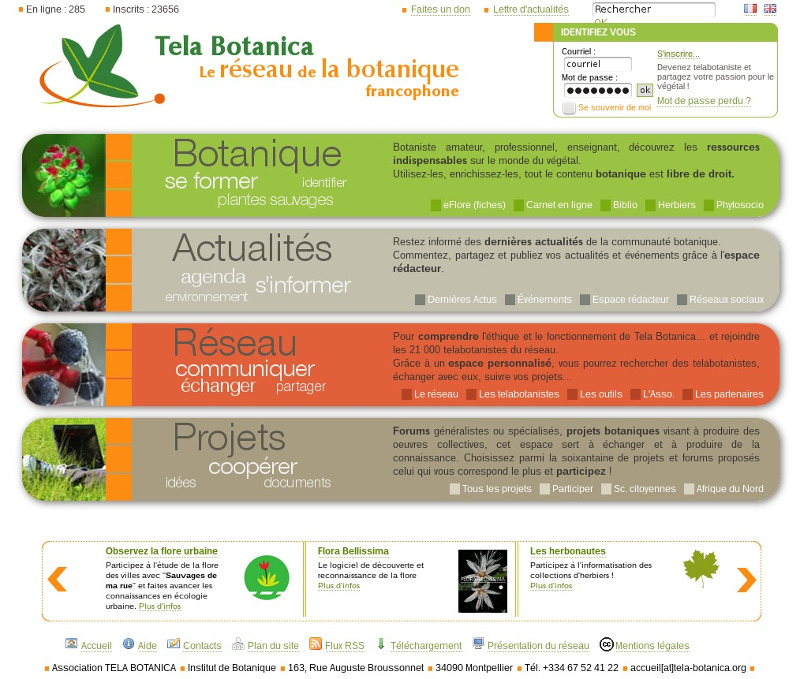 En ligne : 285
Inscrits : 23656
Faites un don
Lettre d'actualités
Rechercher
OK
Tela Botanica
Le réseau de la botanique
francophone
IDENTIFIEZ VOUS
Courriel :
courriel
Mot de passe :
ok
Se souvenir de moi
S'inscrire...
Devenez telabotaniste et
partagez votre passion pour le
végétal !
Mot de passe perdu ?
Botanique
se former
identifier
plantes sauvages
Botaniste amateur, professionnel, enseignant, découvrez les ressources
indispensables sur le monde du végétal.
Utilisez-les, enrichissez-les, tout le contenu botanique est libre de droit.
eFlore (fiches) Carnet en ligne Biblio Herbiers Phytosocio
Actualités
agenda
s'informer
environnement
Restez informé des dernières actualités de la communauté botanique.
Commentez, partagez et publiez vos actualités et événements grâce à l'espace
rédacteur.
Dernières Actus Événements Espace rédacteur Réseaux sociaux
Réseau
communiquer
échanger
partager
Pour comprendre l'éthique et le fonctionnement de Tela Botanica... et rejoindre
les 21 000 telabotanistes du réseau.
Grâce à un espace personnalisé, vous pourrez rechercher des telabotanistes,
échanger avec eux, suivre vos projets...
Le réseau Les telabotanistes Les outils L'Asso. Les partenaires
Projets
coopérer
idées
documents
Forums généralistes ou spécialisés, projets botaniques visant à produire des
oeuvres collectives, cet espace sert à échanger et à produire de la
connaissance. Choisissez parmi la soixantaine de projets et forums proposés
celui qui vous correspond le plus et participez !
Tous les projets Participer Sc. citoyennes Afrique du Nord
Observez la flore urbaine
Participez à l'étude de la flore
des villes avec "Sauvages de
ma rue" et faites avancer les
connaissances en écologie
urbaine. Plus d'infos
Flora Bellissima
Le logiciel de découverte et
reconnaissance de la flore
Plus d'infos
Les herbonautes
Participez à l'informatisation des
collections d'herbiers !
Plus d'infos
Accueil Aide Contacts Plan du site Flux RSS Téléchargement Présentation du réseau Mentions légales
Association TELA BOTANICA Institut de Botanique 163, Rue Auguste Broussonnet 34090 Montpellier Tél. +334 67 52 41 22 accueil[at]tela-botanica.org